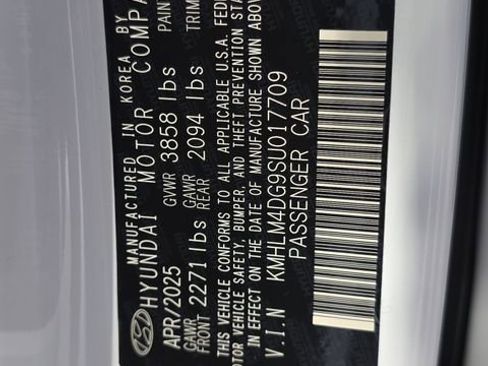 MANUFACTURED IN KOREA BY
HYUNDAI MOTOR COMPA
APR/2025 GVWR 3858 lbs PAIN
GAWR FRONT 2271 lbs GAWR REAR 2094 lbs TRIM
THIS VEHICLE CONFORMS TO ALL APPLICABLE U.S.A. FED
OTOR VEHICLE SAFETY, BUMPER, AND THEFT PREVENTION STA
IN EFFECT ON THE DATE OF MANUFACTURE SHOWN ABOV
V.I.N KMHLM4DG9SU017709
PASSENGER CAR